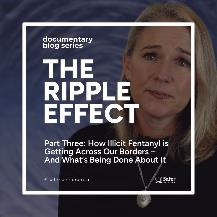 documentary
blog series
THE
RIPPLE
EFFECT
Part Three: How Illicit Fentanyl is
Getting Across Our Borders –
And What's Being Done About It
Safer